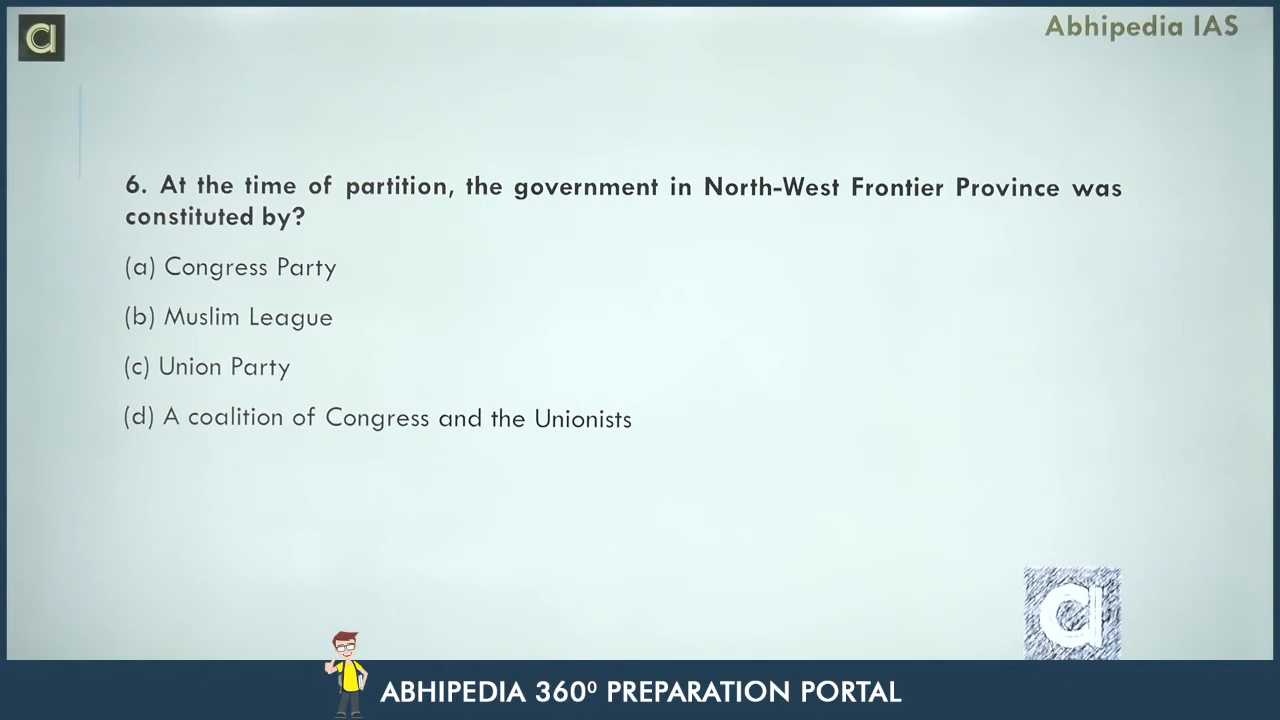 Abhipedia IAS
6. At the time of partition, the government in North-West Frontier Province was
constituted by?
(a) Congress Party
(b) Muslim League
(c) Union Party
(d) A coalition of Congress and the Unionists
ABHIPEDIA 360⁰ PREPARATION PORTAL